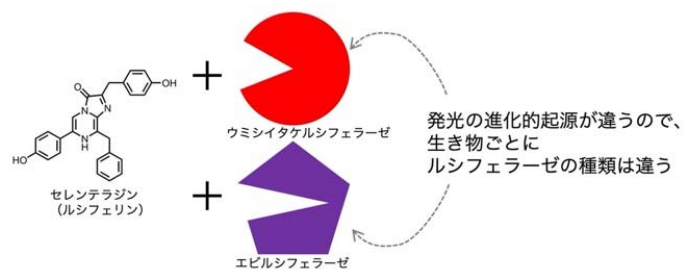 O
OH
N
N
N
H
HO
セレンテラジン
（ルシフェリン）
+
ウミシイタケルシフェラーゼ
+
エビルシフェラーゼ
発光の進化的起源が違うので、
生き物ごとに
ルシフェラーゼの種類は違う